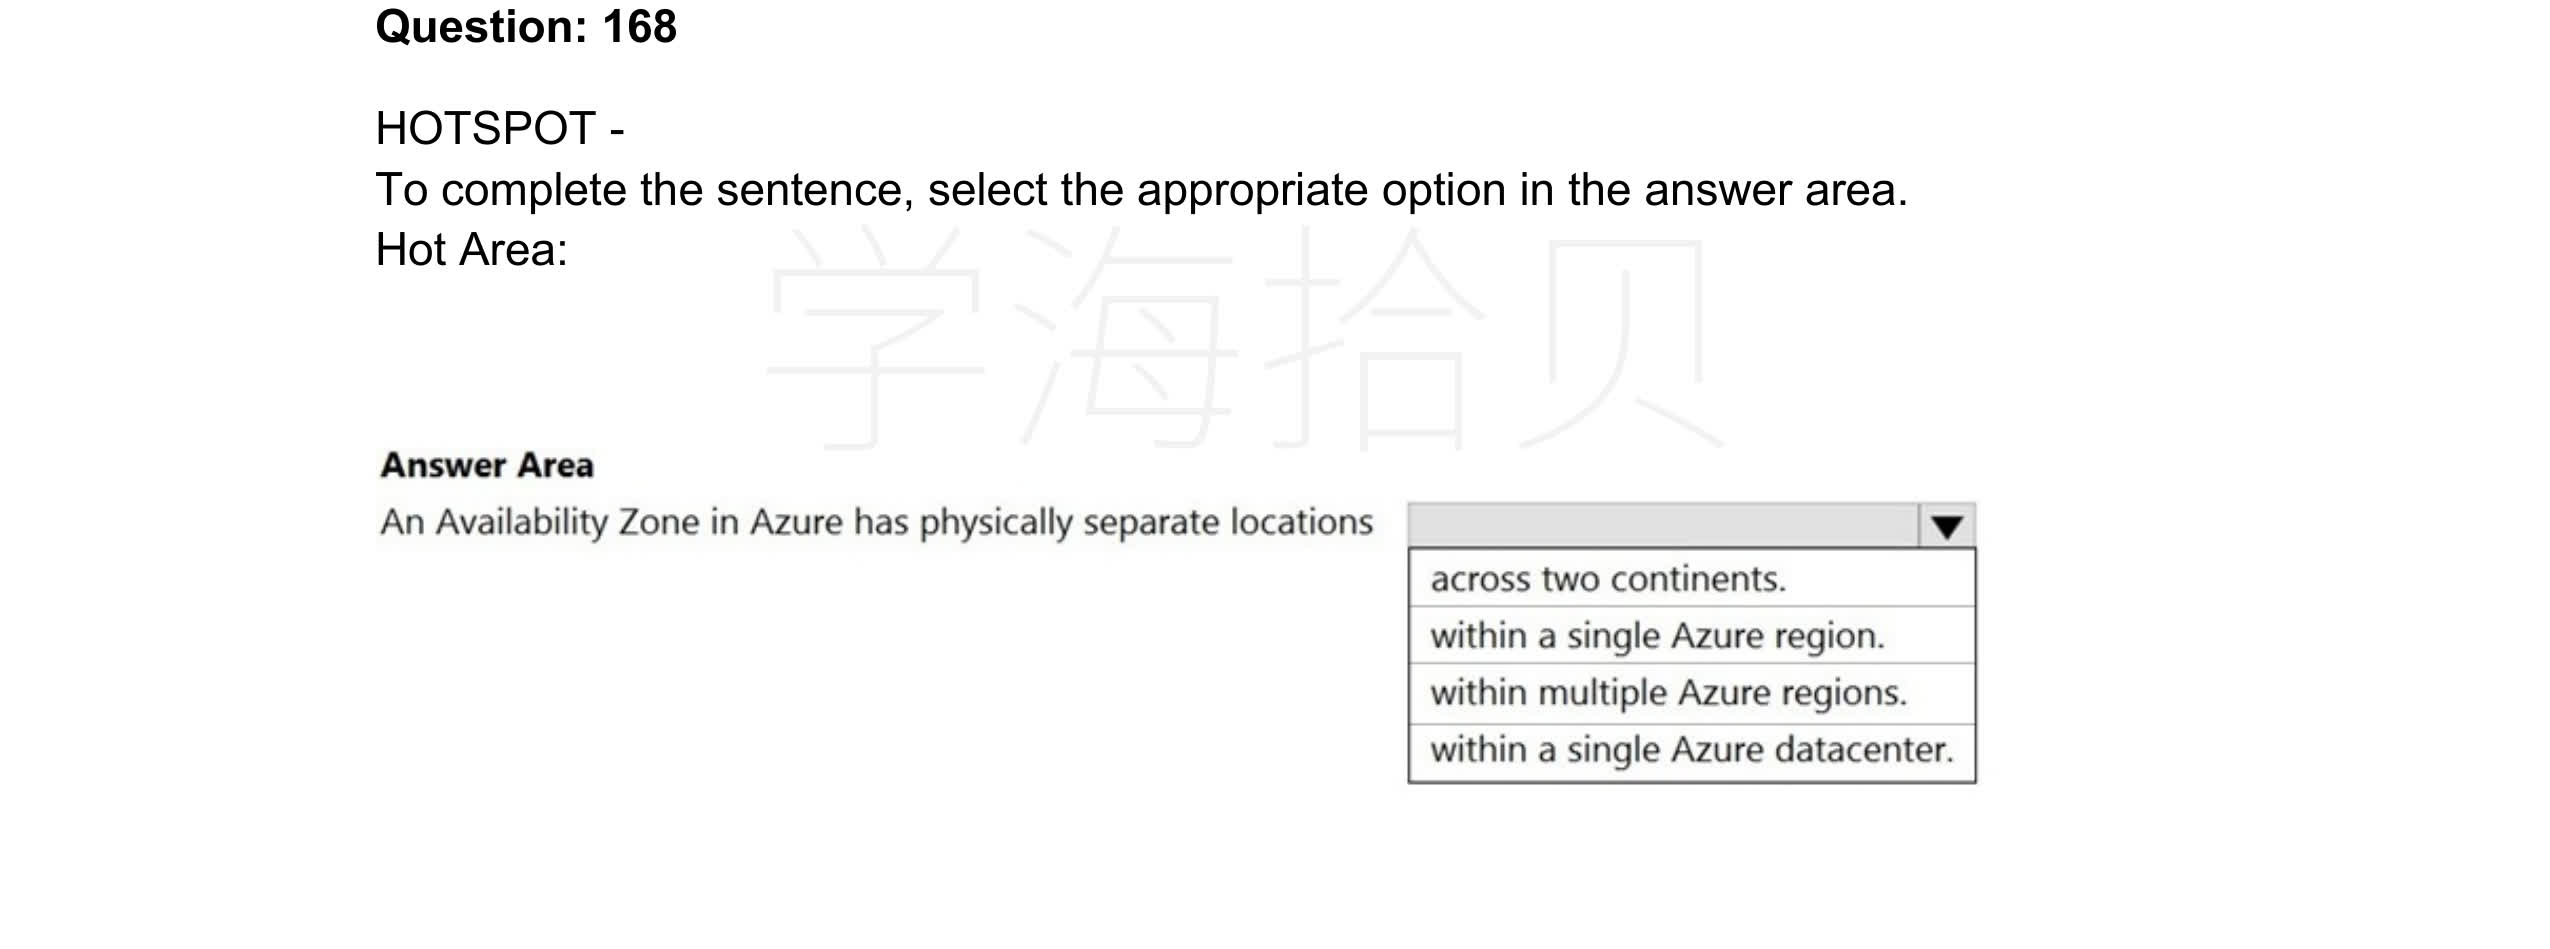 Question: 168
HOTSPOT -
To complete the sentence, select the appropriate option in the answer area.
Hot Area:
学海拾贝
Answer Area
An Availability Zone in Azure has physically separate locations
across two continents.
within a single Azure region.
within multiple Azure regions.
within a single Azure datacenter.